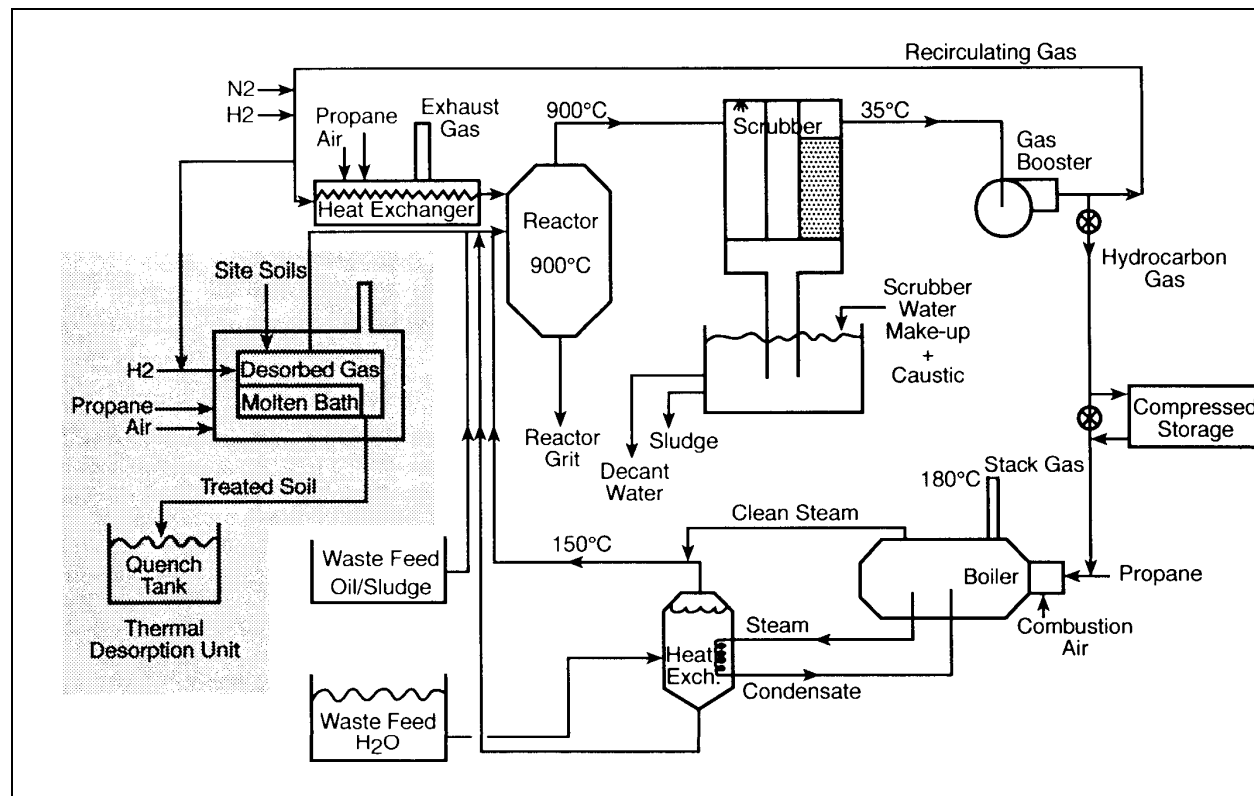 Recirculating Gas
N2
H2
Propane
Air
Exhaust
Gas
900°C
Scrubber
35°C
Gas
Booster
Heat Exchanger
Reactor
900°C
Hydrocarbon
Gas
Site Soils
Scrubber
Water
Make-up
+
Caustic
H2
Desorbed Gas
Molten Bath
Propane
Air
Reactor
Grit
Sludge
Decant
Water
Compressed
Storage
Treated Soil
180°C
Stack Gas
Clean Steam
150°C
Quench
Tank
Waste Feed
Oil/Sludge
Boiler
Propane
Thermal
Desorption Unit
Steam
Combustion
Air
Heat
Exch.
Condensate
Waste Feed
H2O